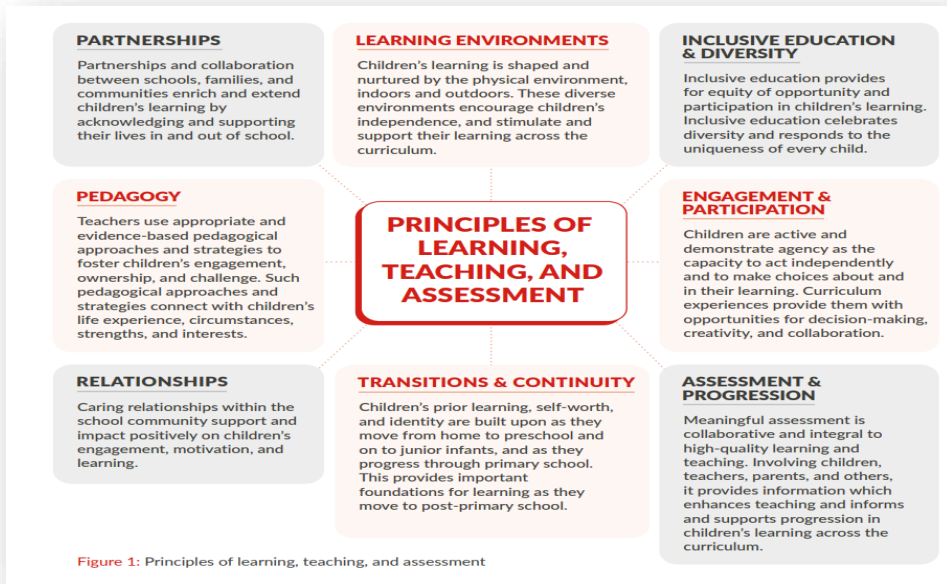 PARTNERSHIPS
Partnerships and collaboration
between schools, families, and
communities enrich and extend
children's learning by
acknowledging and supporting
their lives in and out of school.
LEARNING ENVIRONMENTS
Children's learning is shaped and
nurtured by the physical environment,
indoors and outdoors. These diverse
environments encourage children's
independence, and stimulate and
support their learning across the
curriculum.
INCLUSIVE EDUCATION
& DIVERSITY
Inclusive education provides
for equity of opportunity and
participation in children's learning.
Inclusive education celebrates
diversity and responds to the
uniqueness of every child.
PEDAGOGY
Teachers use appropriate and
evidence-based pedagogical
approaches and strategies to
foster children's engagement,
ownership, and challenge. Such
pedagogical approaches and
strategies connect with children's
life experience, circumstances,
strengths, and interests.
PRINCIPLES OF
LEARNING,
TEACHING, AND
ASSESSMENT
ENGAGEMENT &
PARTICIPATION
Children are active and
demonstrate agency as the
capacity to act independently
and to make choices about and
in their learning. Curriculum
experiences provide them with
opportunities for decision-making,
creativity, and collaboration.
RELATIONSHIPS
Caring relationships within the
school community support and
impact positively on children's
engagement, motivation, and
learning.
TRANSITIONS & CONTINUITY
Children's prior learning, self-worth,
and identity are built upon as they
move from home to preschool and
on to junior infants, and as they
progress through primary school.
This provides important
foundations for learning as they
move to post-primary school.
ASSESSMENT &
PROGRESSION
Meaningful assessment is
collaborative and integral to
high-quality learning and
teaching. Involving children,
teachers, parents, and others,
it provides information which
enhances teaching and informs
and supports progression in
children's learning across the
curriculum.
Figure 1: Principles of learning, teaching, and assessment